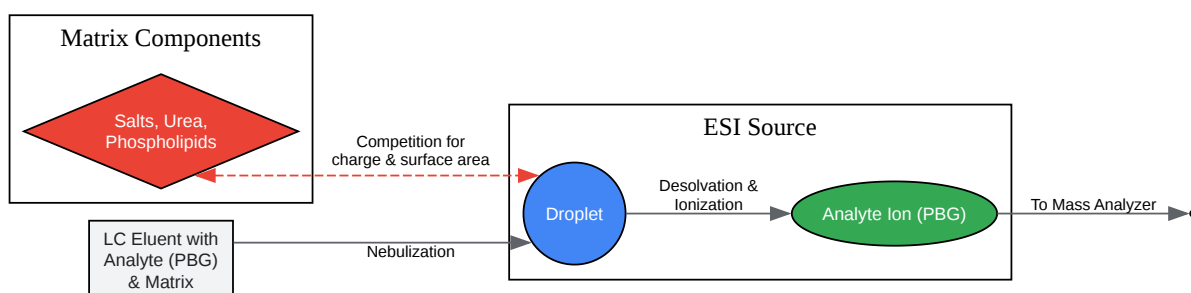 Matrix Components
Salts, Urea,
Phospholipids
Competition for
charge & surface area
ESI Source
Droplet
Desolvation &
Ionization
Analyte Ion (PBG)
To Mass Analyzer
LC Eluent with
Analyte (PBG)
& Matrix
Nebulization